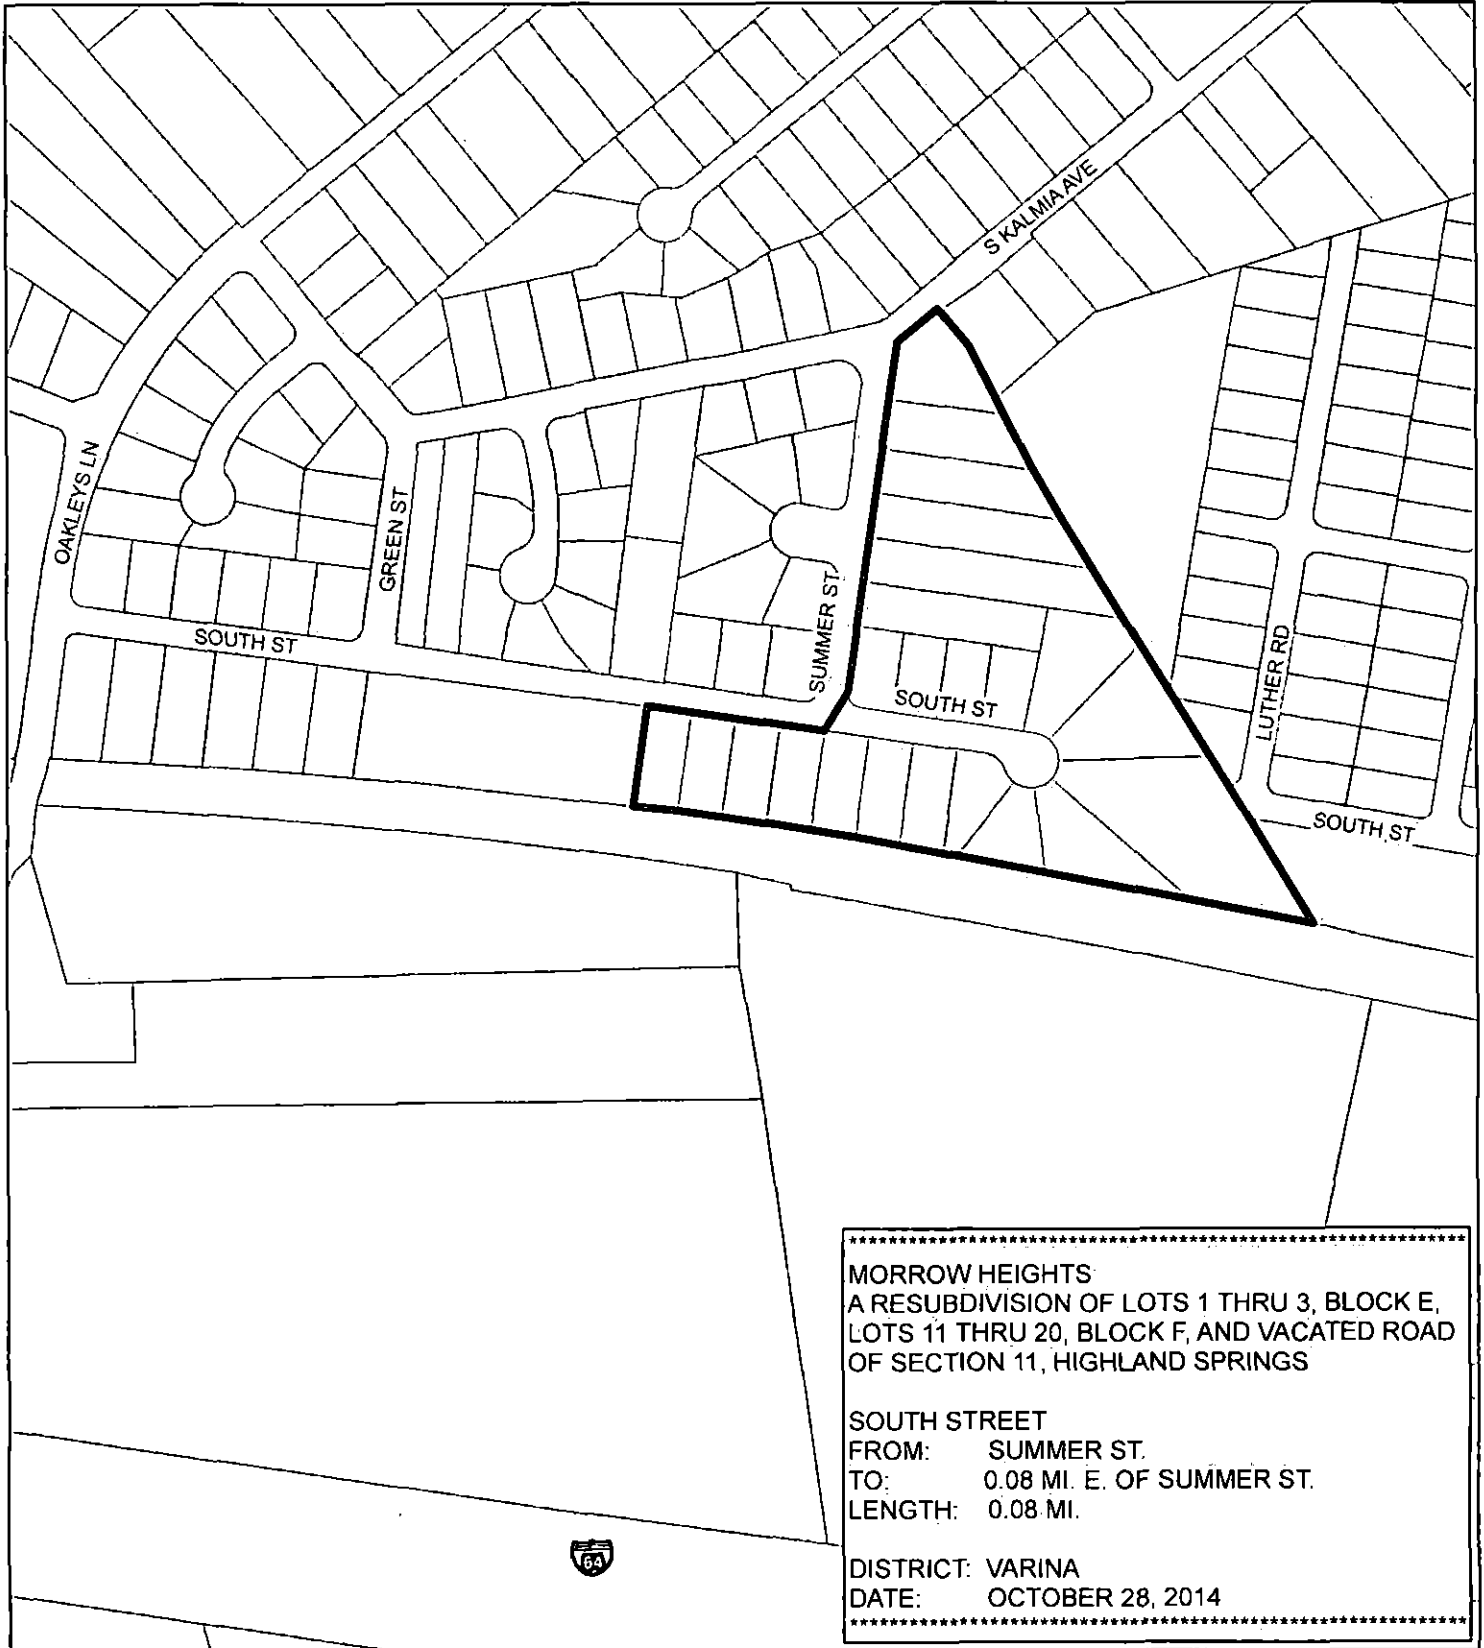 S KALMIA AVE
OAKLEYS LN
GREEN ST
SOUTH ST
SUMMER ST
SOUTH ST
LUTHER RD
SOUTH ST
64
****************************************************************************
MORROW HEIGHTS
A RESUBDIVISION OF LOTS 1 THRU 3, BLOCK E,
LOTS 11 THRU 20, BLOCK F, AND VACATED ROAD
OF SECTION 11, HIGHLAND SPRINGS
SOUTH STREET
FROM: SUMMER ST.
TO: 0.08 MI. E. OF SUMMER ST.
LENGTH: 0.08 MI.
DISTRICT: VARINA
DATE: OCTOBER 28, 2014
****************************************************************************